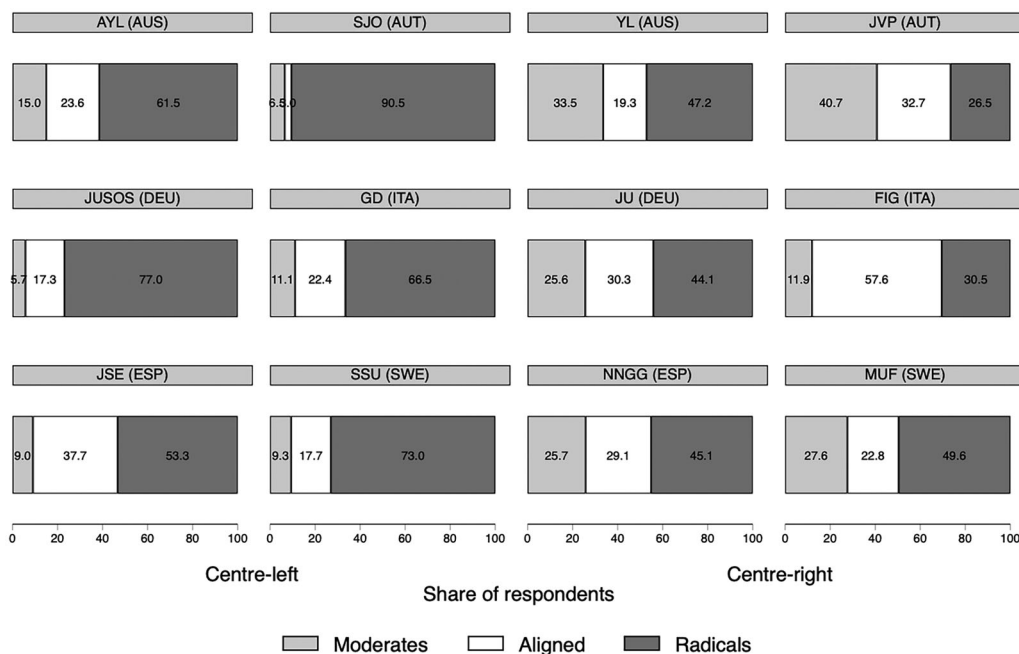 AYL (AUS) SJO (AUT) YL (AUS) JVP (AUT)
15.0 23.6 61.5 6.5 3.0 90.5 33.5 19.3 47.2 40.7 32.7 26.5
JUSOS (DEU) GD (ITA) JU (DEU) FIG (ITA)
5.7 17.3 77.0 11.1 22.4 66.5 25.6 30.3 44.1 11.9 57.6 30.5
JSE (ESP) SSU (SWE) NNGG (ESP) MUF (SWE)
9.0 37.7 53.3 9.3 17.7 73.0 25.7 29.1 45.1 27.6 22.8 49.6
0 20 40 60 80 100 0 20 40 60 80 100 0 20 40 60 80 100 0 20 40 60 80 100
Centre-left Centre-right
Share of respondents
Moderates Aligned Radicals